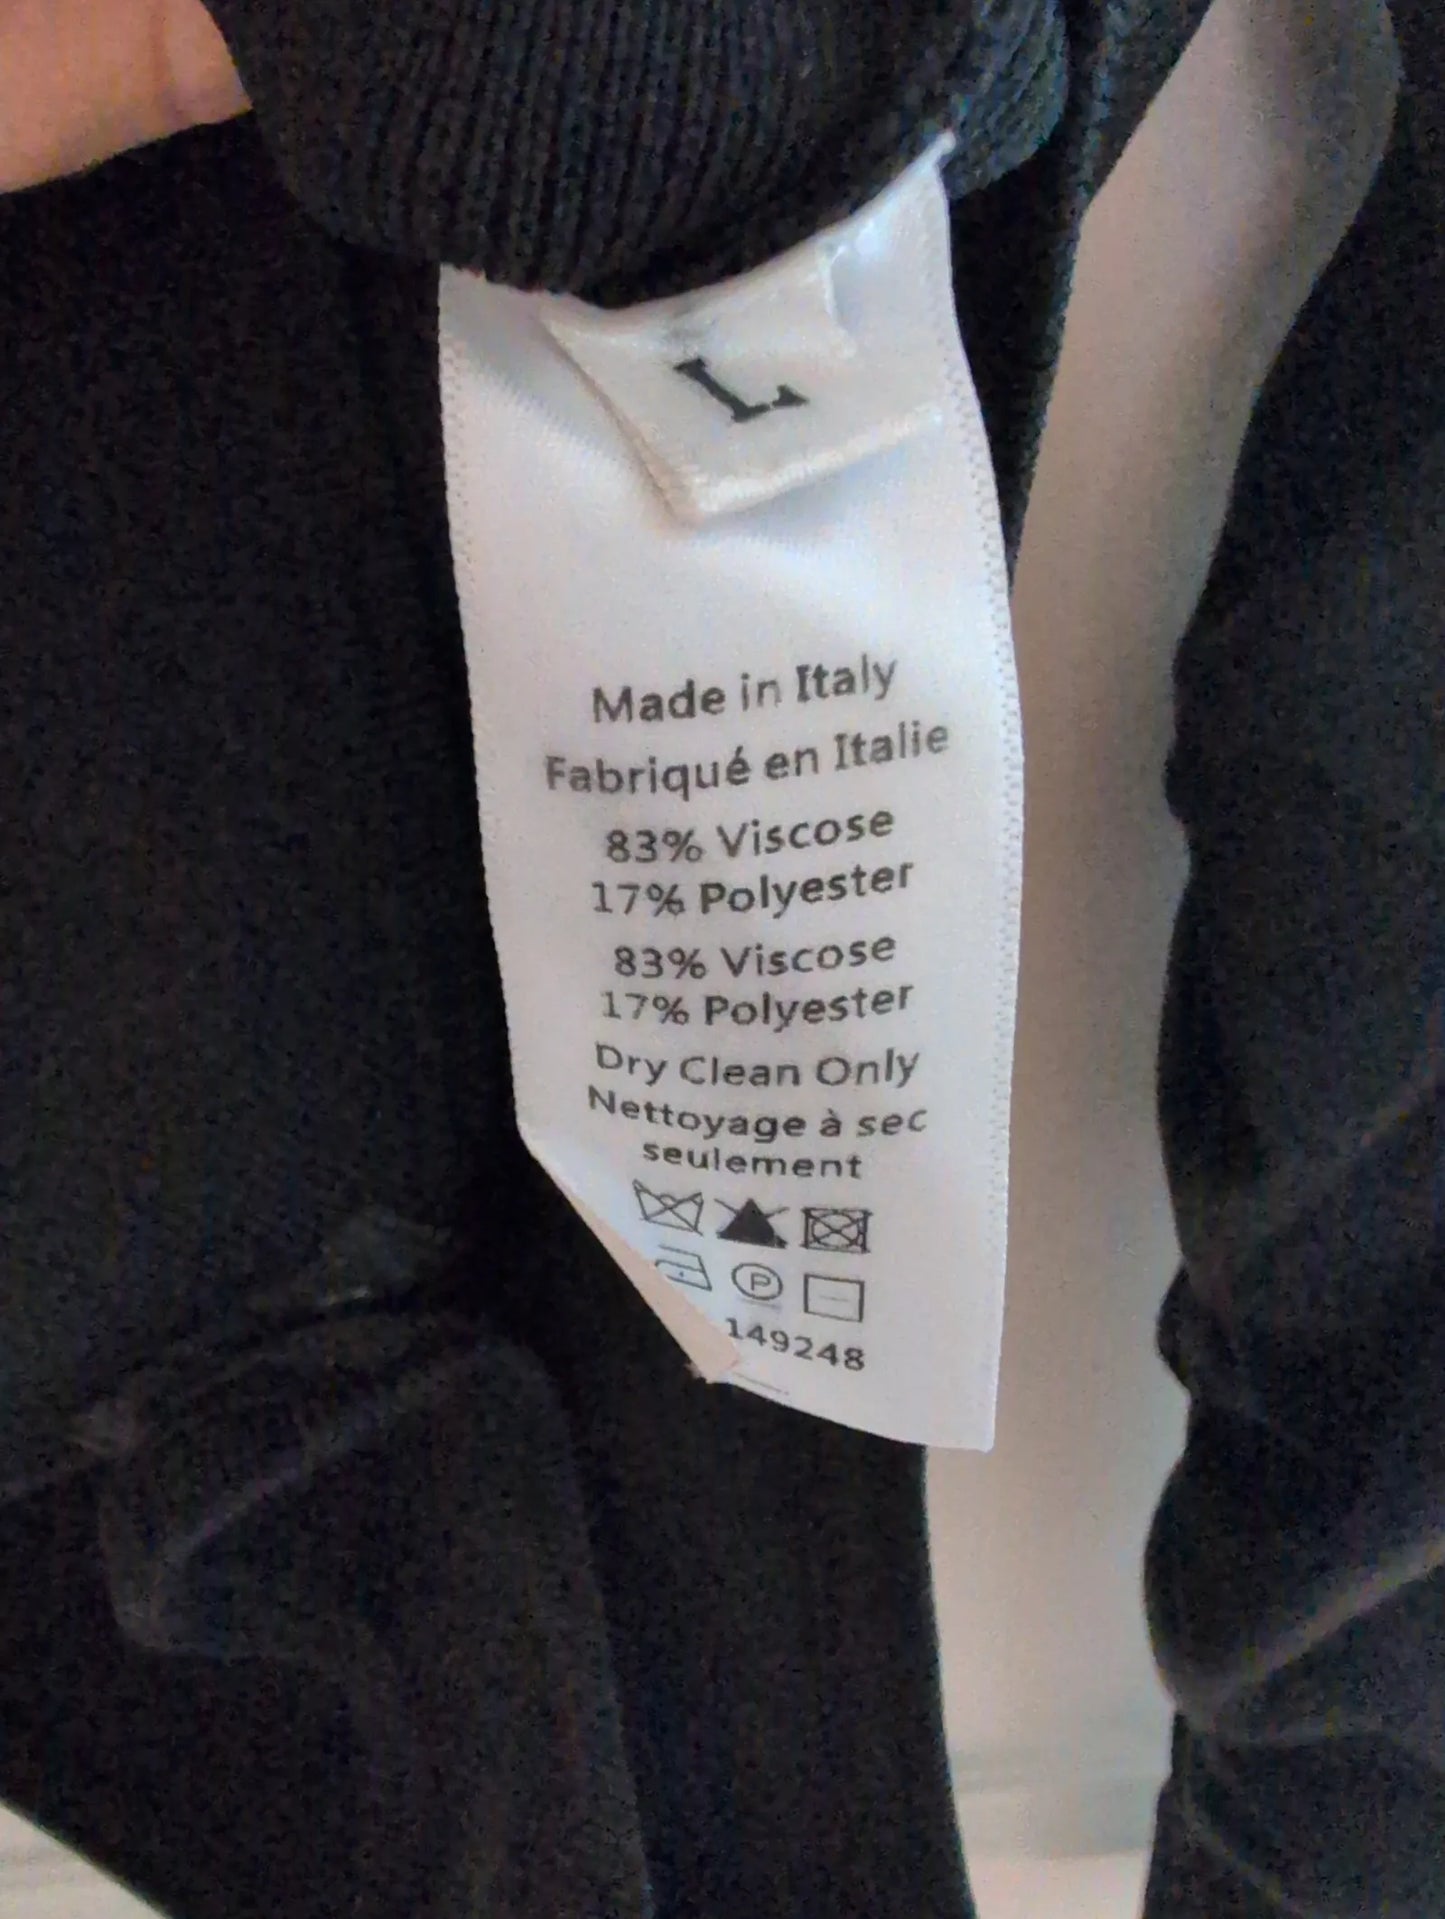 L
Made in Italy
Fabriqué en Italie
83% Viscose
17% Polyester
83% Viscose
17% Polyester
Dry Clean Only
Nettoyage à sec
seulement
P
149248